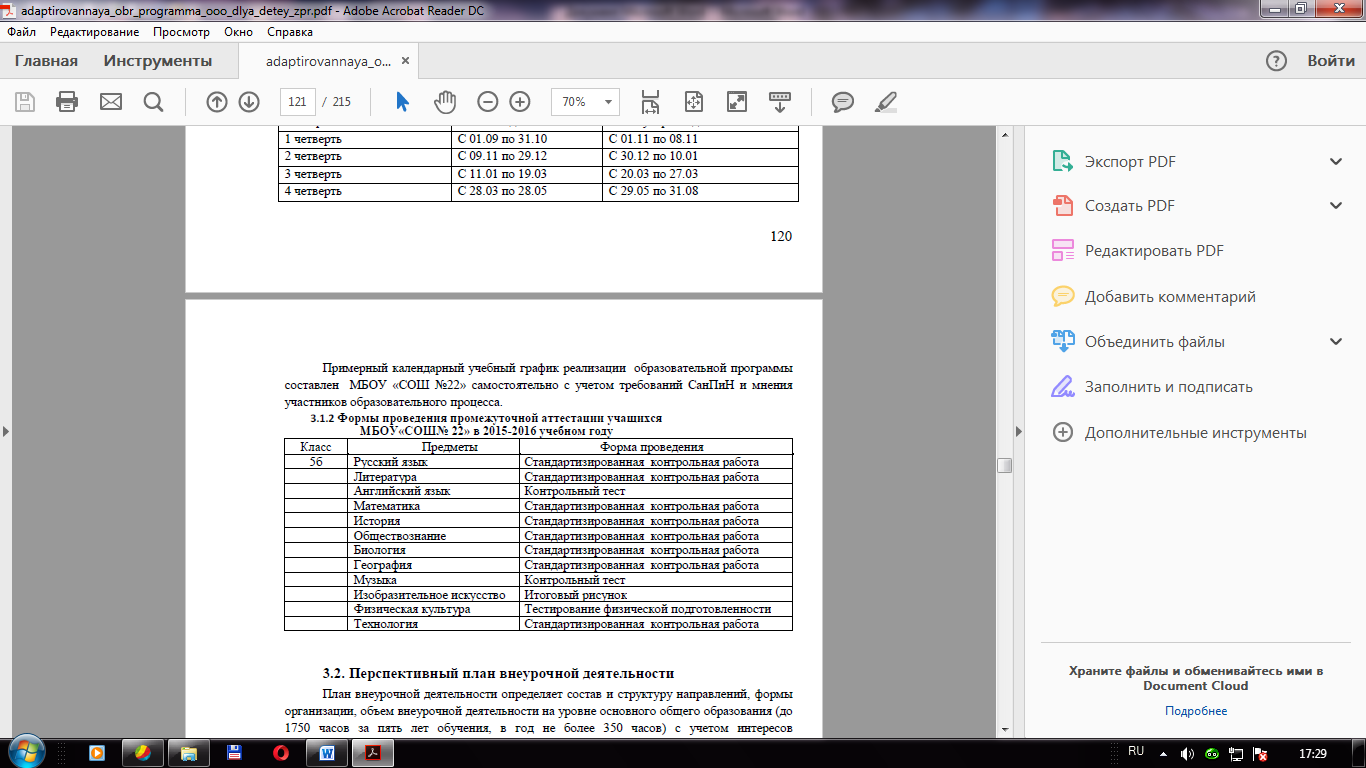 adaptirovannaya_obr_programma_ooo_dlya_detey_zpr.pdf - Adobe Acrobat Reader DC
Файл Редактирование Просмотр Окно Справка
Главная Инструменты adaptirovannaya_o... × Войти
121 / 215 70%
1 четверть С 01.09 по 31.10 С 01.11 по 08.11
2 четверть С 09.11 по 29.12 С 30.12 по 10.01
3 четверть С 11.01 по 19.03 С 20.03 по 27.03
4 четверть С 28.03 по 28.05 С 29.05 по 31.08
120
Примерный календарный учебный график реализации образовательной программы
составлен МБОУ «СОШ №22» самостоятельно с учетом требований СанПиН и мнения
участников образовательного процесса.
3.1.2 Формы проведения промежуточной аттестации учащихся
МБОУ«СОШ№ 22» в 2015-2016 учебном году
Класс Предметы Форма проведения
5б Русский язык Стандартизированная контрольная работа
Литература Стандартизированная контрольная работа
Английский язык Контрольный тест
Математика Стандартизированная контрольная работа
История Стандартизированная контрольная работа
Обществознание Стандартизированная контрольная работа
Биология Стандартизированная контрольная работа
География Стандартизированная контрольная работа
Музыка Контрольный тест
Изобразительное искусство Итоговый рисунок
Физическая культура Тестирование физической подготовленности
Технология Стандартизированная контрольная работа
3.2. Перспективный план внеурочной деятельности
План внеурочной деятельности определяет состав и структуру направлений, формы
организации, объем внеурочной деятельности на уровне основного общего образования (до
1750 часов за пять лет обучения, в год не более 350 часов) с учетом интересов
Экспорт PDF
Создать PDF
Редактировать PDF
Добавить комментарий
Объединить файлы
Заполнить и подписать
Дополнительные инструменты
Храните файлы и обменивайтесь ими в
Document Cloud
Подробнее
RU 17:29